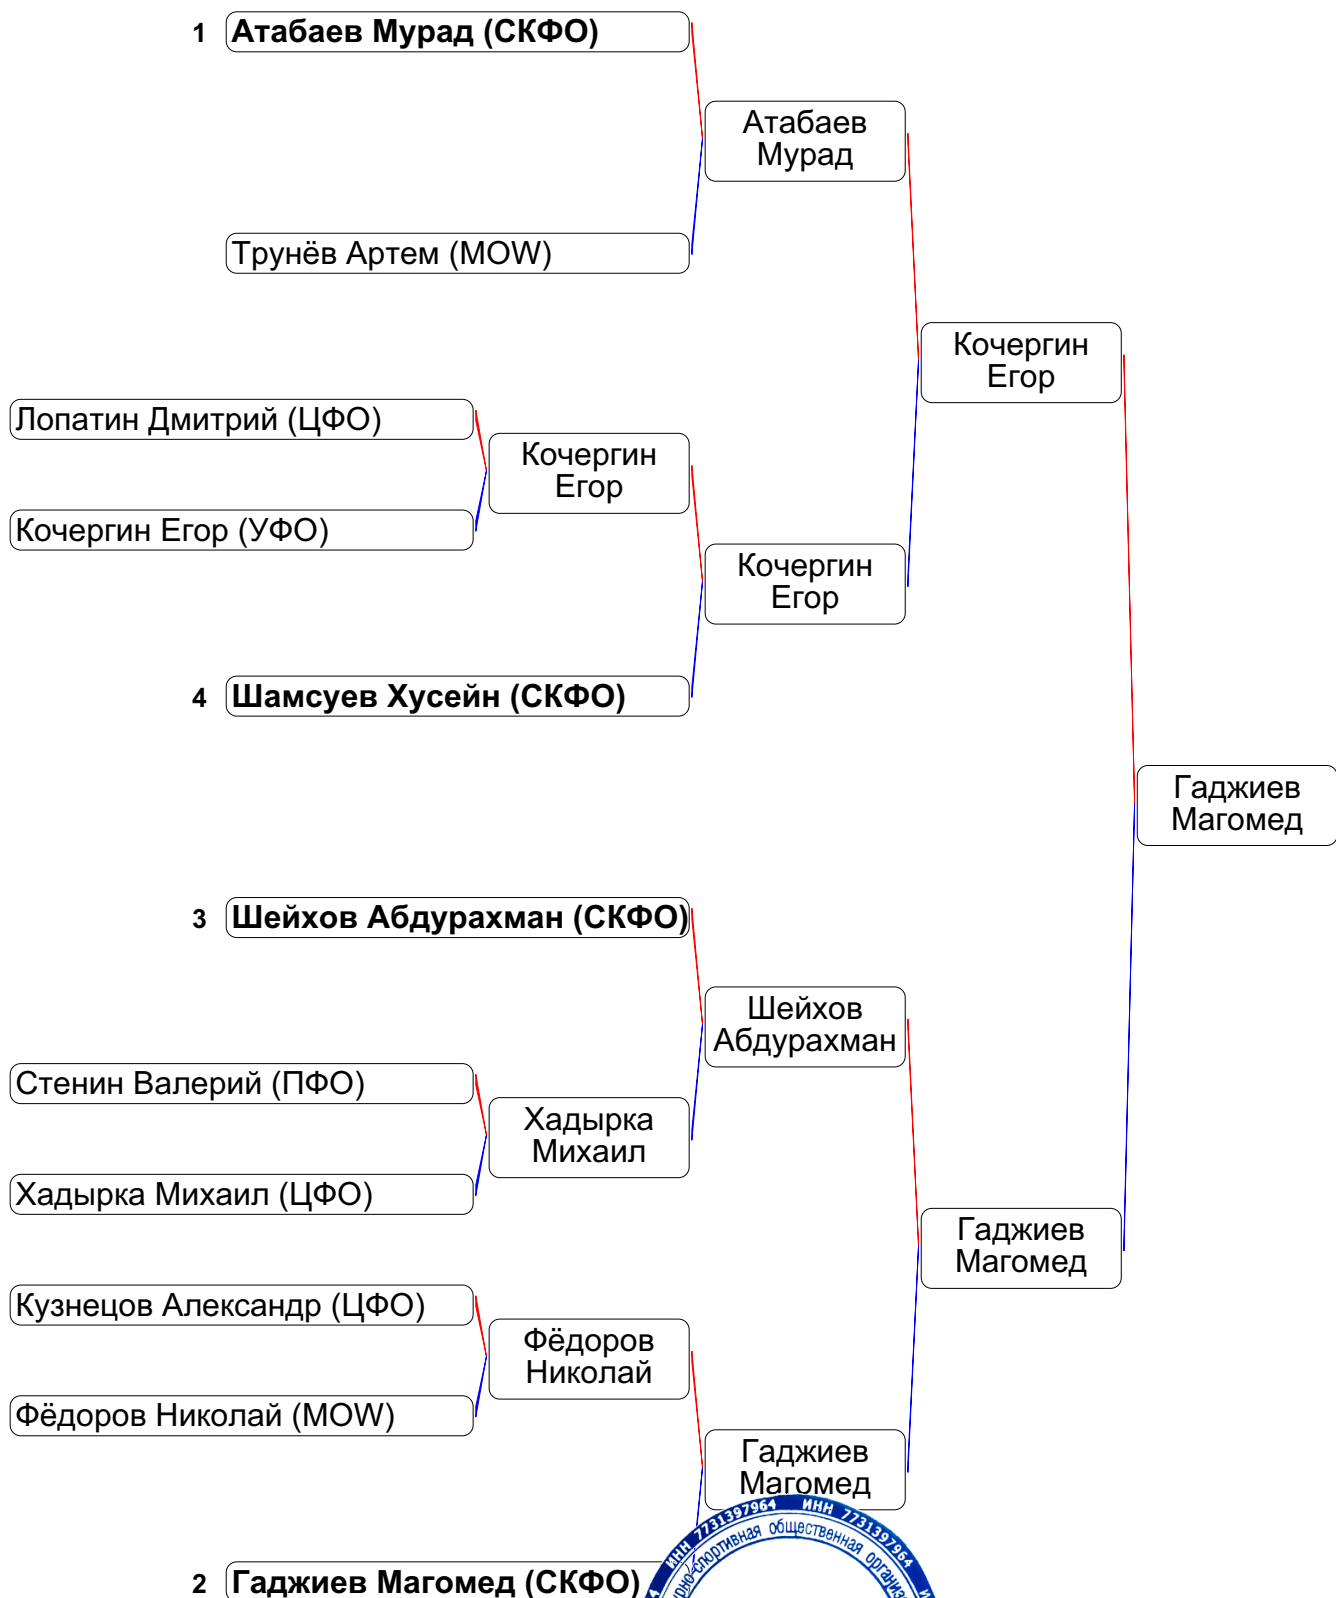 1 Атабаев Мурад (СКФО)
Атабаев
Мурад
Трунёв Артем (MOW)
Кочергин
Егор
Лопатин Дмитрий (ЦФО)
Кочергин
Егор
Кочергин Егор (УФО)
Кочергин
Егор
4 Шамсуев Хусейн (СКФО)
Гаджиев
Магомед
3 Шейхов Абдурахман (СКФО)
Шейхов
Абдурахман
Стенин Валерий (ПФО)
Хадырка
Михаил
Хадырка Михаил (ЦФО)
Гаджиев
Магомед
Кузнецов Александр (ЦФО)
Фёдоров
Николай
Фёдоров Николай (MOW)
Гаджиев
Магомед
ИНН 7731397964 ИНН 7731397964
общественная
2 Гаджиев Магомед (СКФО)